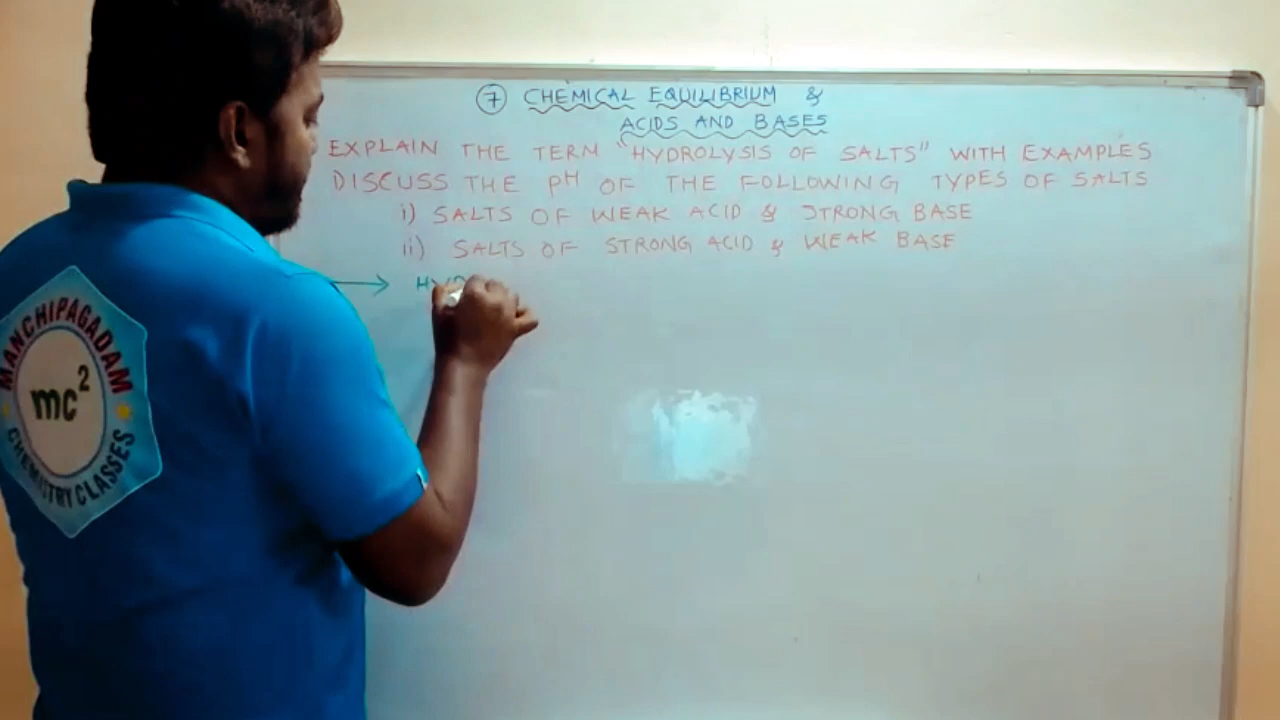 ⑦ CHEMICAL EQUILIBRIUM &
ACIDS AND BASES
EXPLAIN THE TERM "HYDROLYSIS OF SALTS" WITH EXAMPLES
DISCUSS THE PH OF THE FOLLOWING TYPES OF SALTS
i) SALTS OF WEAK ACID & STRONG BASE
ii) SALTS OF STRONG ACID & WEAK BASE
→ HYD
MANCHIPAGADAM
mc²
CHEMISTRY CLASSES